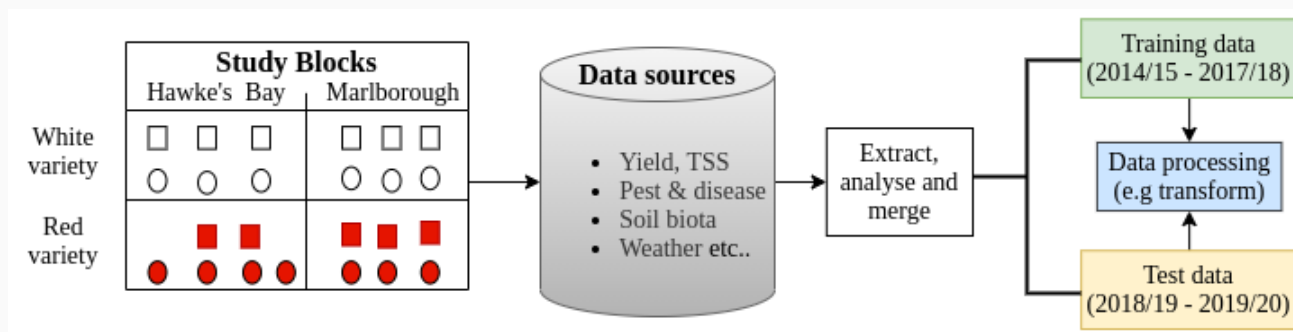 Study Blocks
Hawke's Bay
Marlborough
White
variety
Red
variety
Data sources
• Yield, TSS
• Pest & disease
• Soil biota
• Weather etc..
Extract,
analyse and
merge
Training data
(2014/15 - 2017/18)
Data processing
(e.g transform)
Test data
(2018/19 - 2019/20)